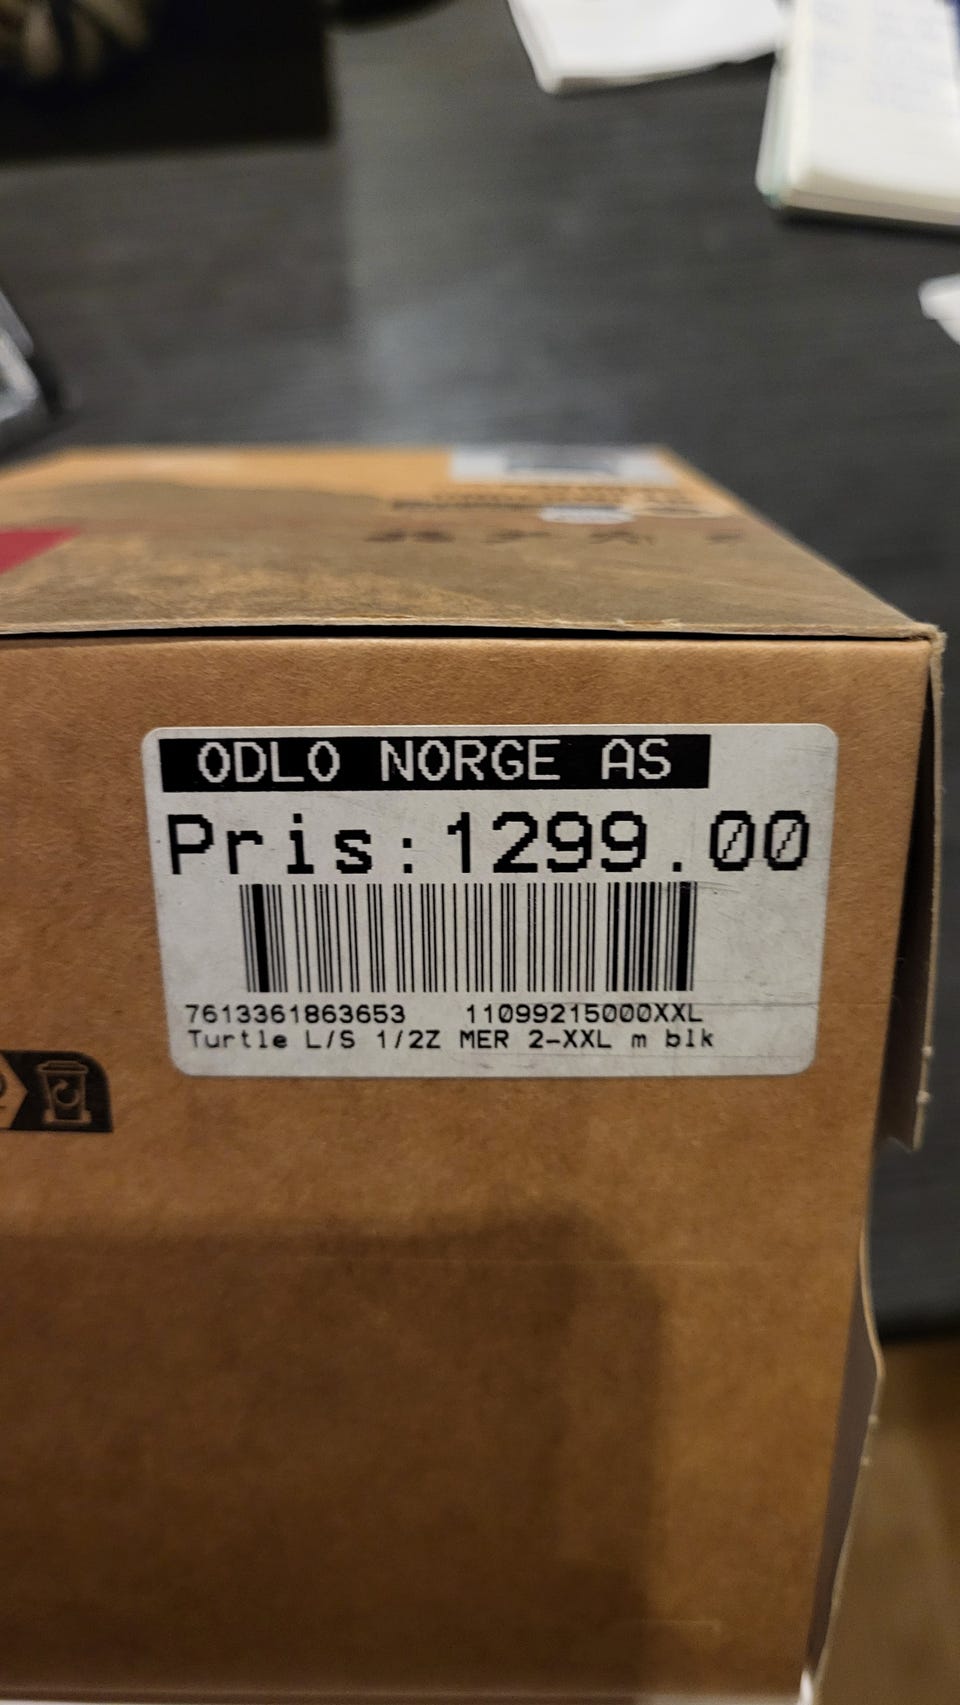 ODLO NORGE AS
Pris:1299.00
7613361863653 11099215000XXL
Turtle L/S 1/2Z MER 2-XXL m blk